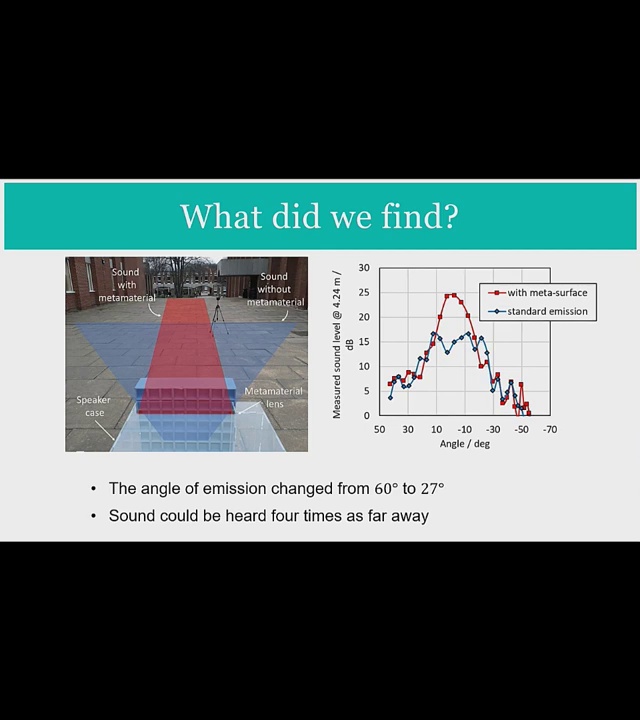 What did we find?
Sound
with
metamaterial
Sound
without
metamaterial
Speaker
case
Metamaterial
lens
Measured sound level @ 4.24 m /
dB
30
25
20
15
10
5
0
with meta-surface
standard emission
50 30 10 -10 -30 -50 -70
Angle / deg
• The angle of emission changed from 60° to 27°
• Sound could be heard four times as far away